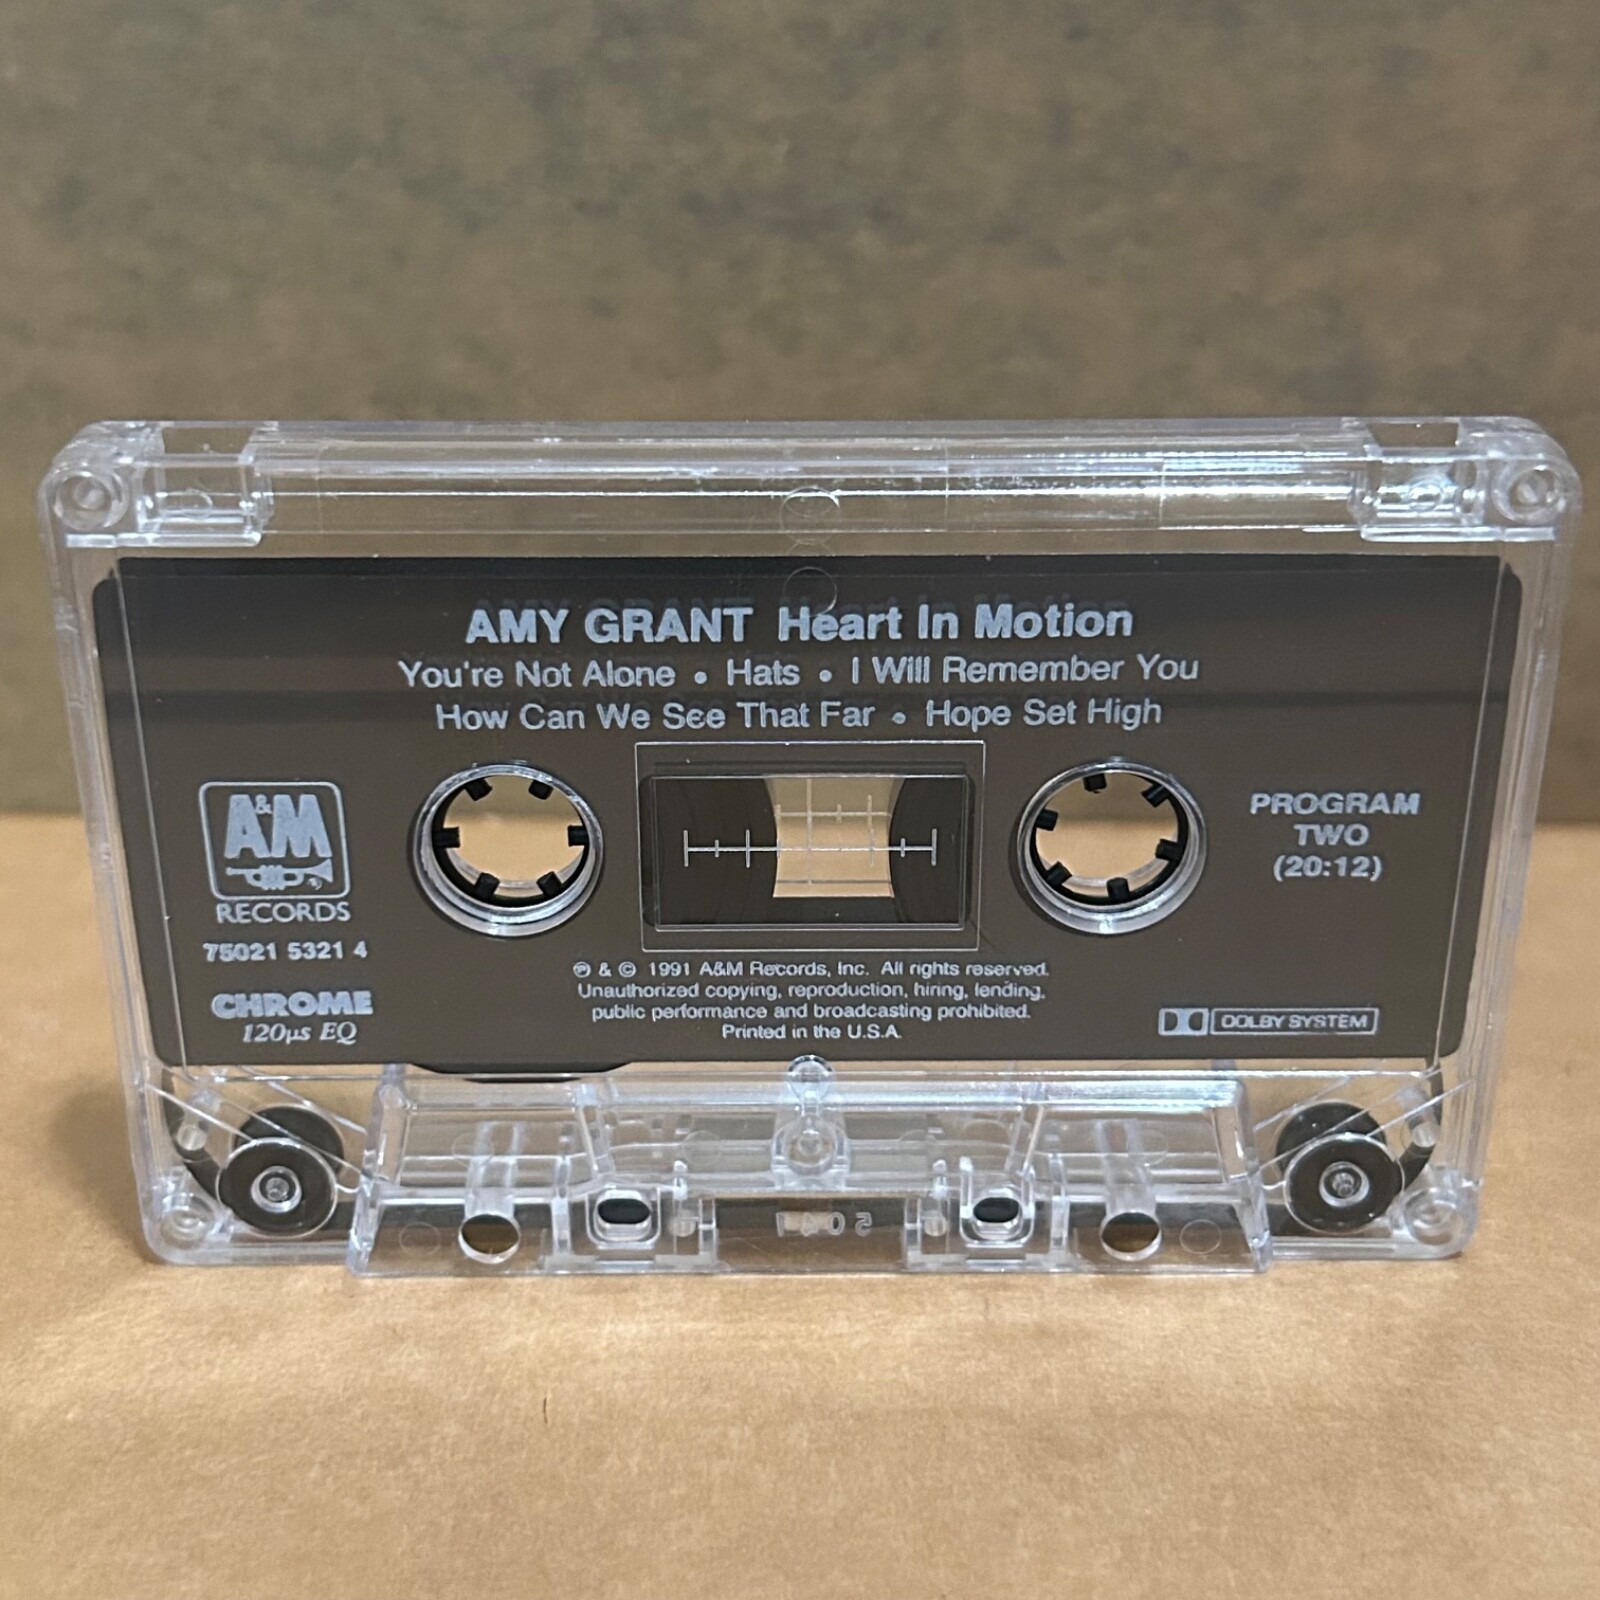 AMY GRANT Heart In Motion
You're Not Alone • Hats • I Will Remember You
How Can We See That Far • Hope Set High
A&M
RECORDS
75021 5321 4
CHROME
120µs EQ
PROGRAM
TWO
(20:12)
℗ & © 1991 A&M Records, Inc. All rights reserved.
Unauthorized copying, reproduction, hiring, lending,
public performance and broadcasting prohibited.
Printed in the U.S.A.
DOLBY SYSTEM